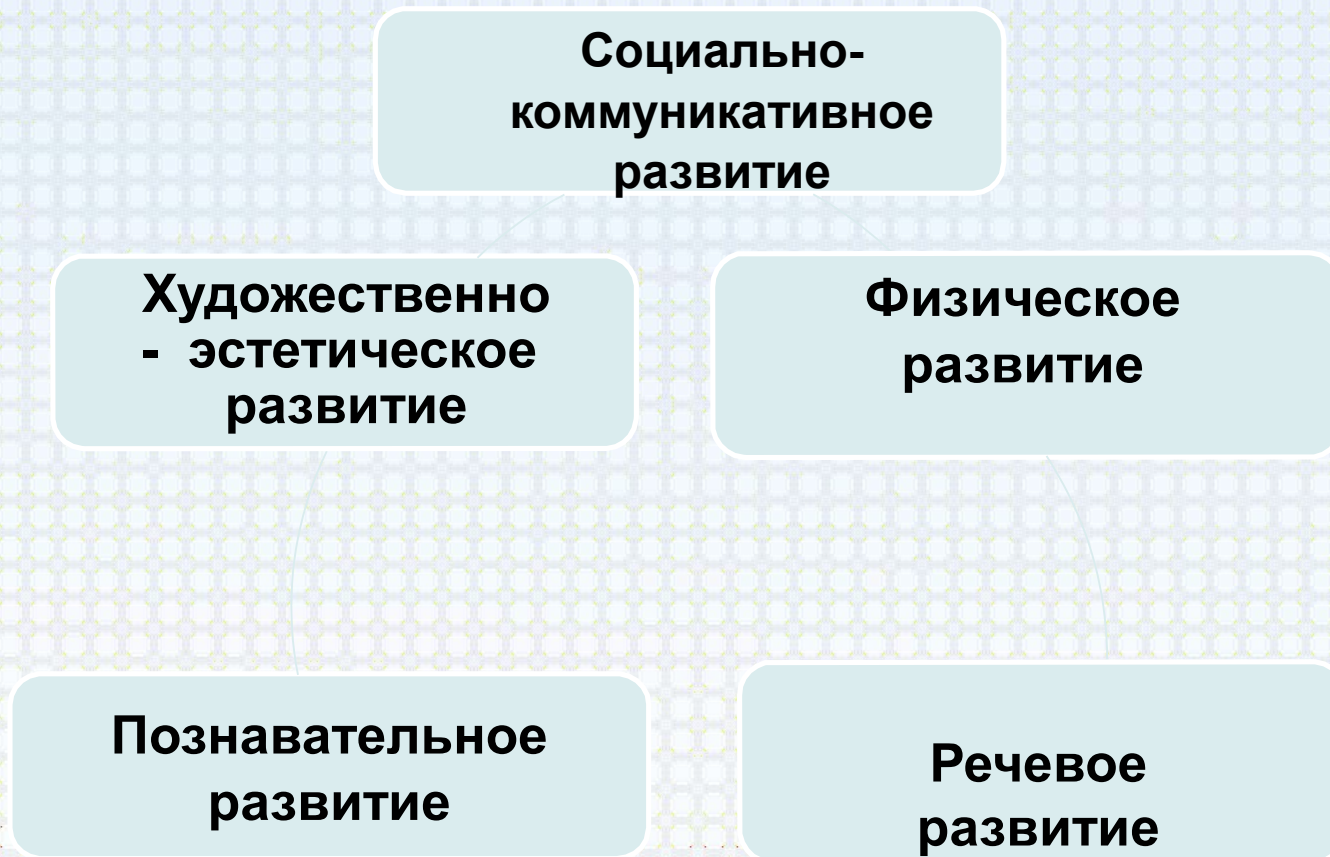 Социально-
коммуникативное
развитие
Художественно
- эстетическое
развитие
Физическое
развитие
Познавательное
развитие
Речевое
развитие